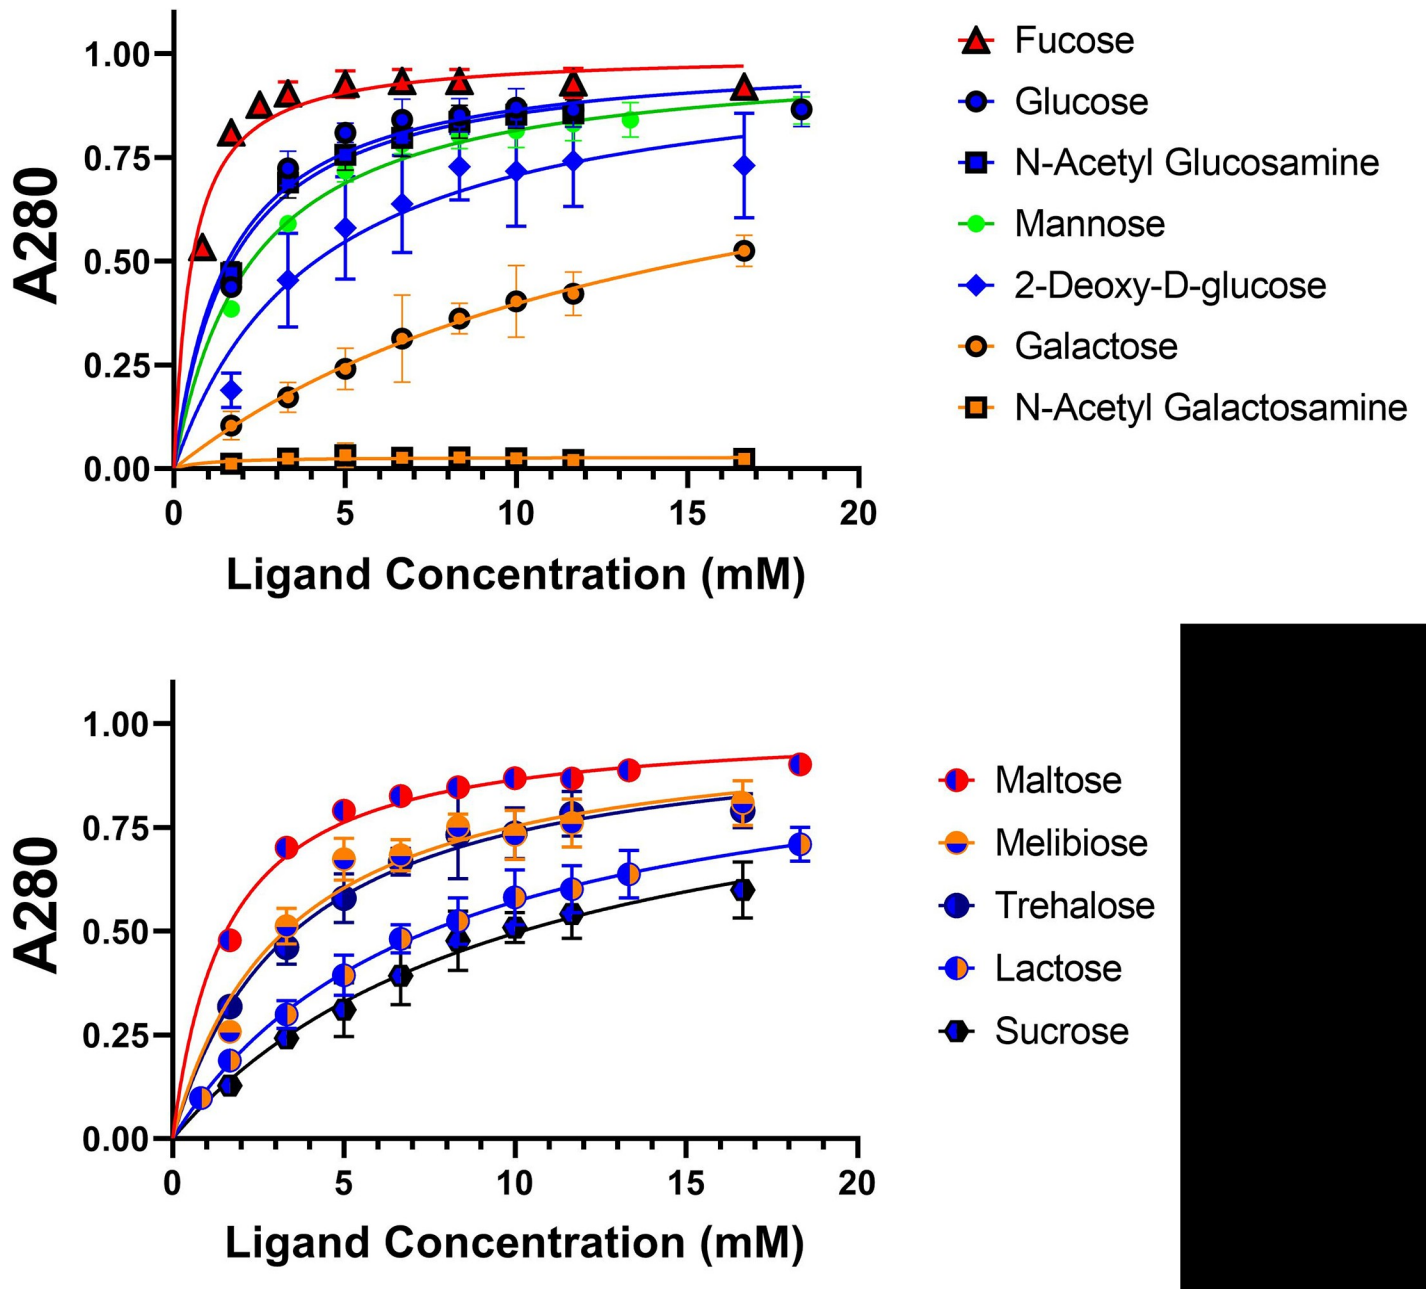 A280
1.00
0.75
0.50
0.25
0.00
0 5 10 15 20
Ligand Concentration (mM)
Fucose
Glucose
N-Acetyl Glucosamine
Mannose
2-Deoxy-D-glucose
Galactose
N-Acetyl Galactosamine
A280
1.00
0.75
0.50
0.25
0.00
0 5 10 15 20
Ligand Concentration (mM)
Maltose
Melibiose
Trehalose
Lactose
Sucrose